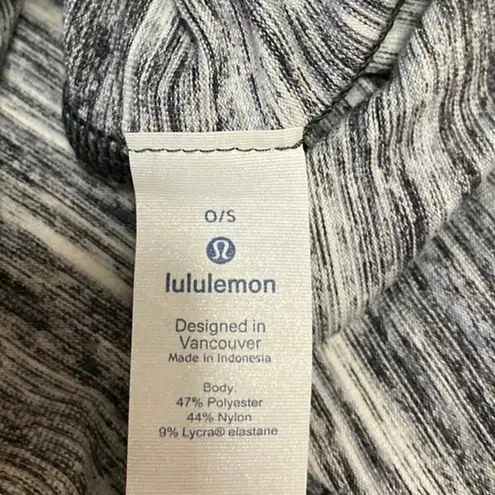 O/S
lululemon
Designed in
Vancouver
Made in Indonesia
Body:
47% Polyester
44% Nylon
9% Lycra® elastane